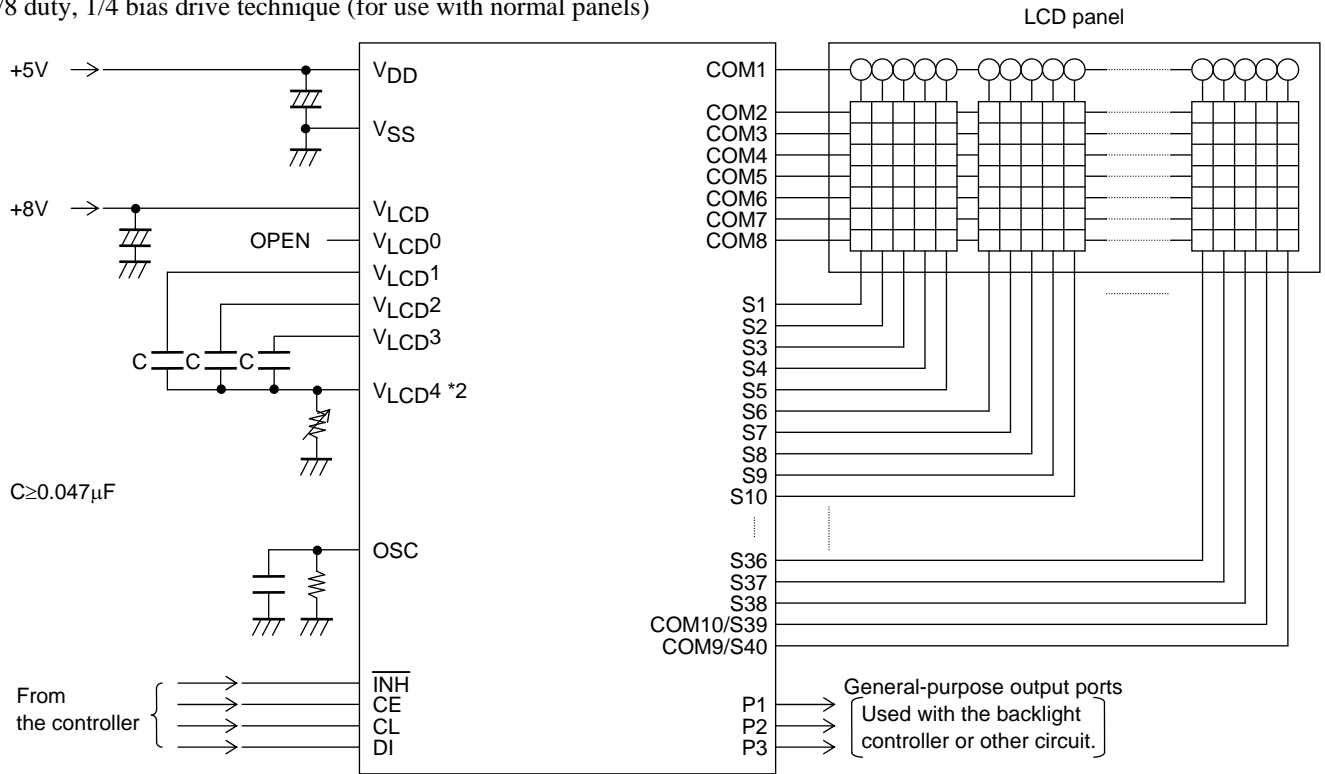 /8 duty, 1/4 bias drive technique (for use with normal panels)
LCD panel
+5V
VDD
VSS
+8V
VLCD
OPEN
VLCD0
VLCD1
VLCD2
VLCD3
C C C
VLCD4 *2
C≥0.047μF
OSC
From
the controller
INH
CE
CL
DI
COM1
COM2
COM3
COM4
COM5
COM6
COM7
COM8
S1
S2
S3
S4
S5
S6
S7
S8
S9
S10
S36
S37
S38
COM10/S39
COM9/S40
P1
P2
P3
General-purpose output ports
Used with the backlight
controller or other circuit.